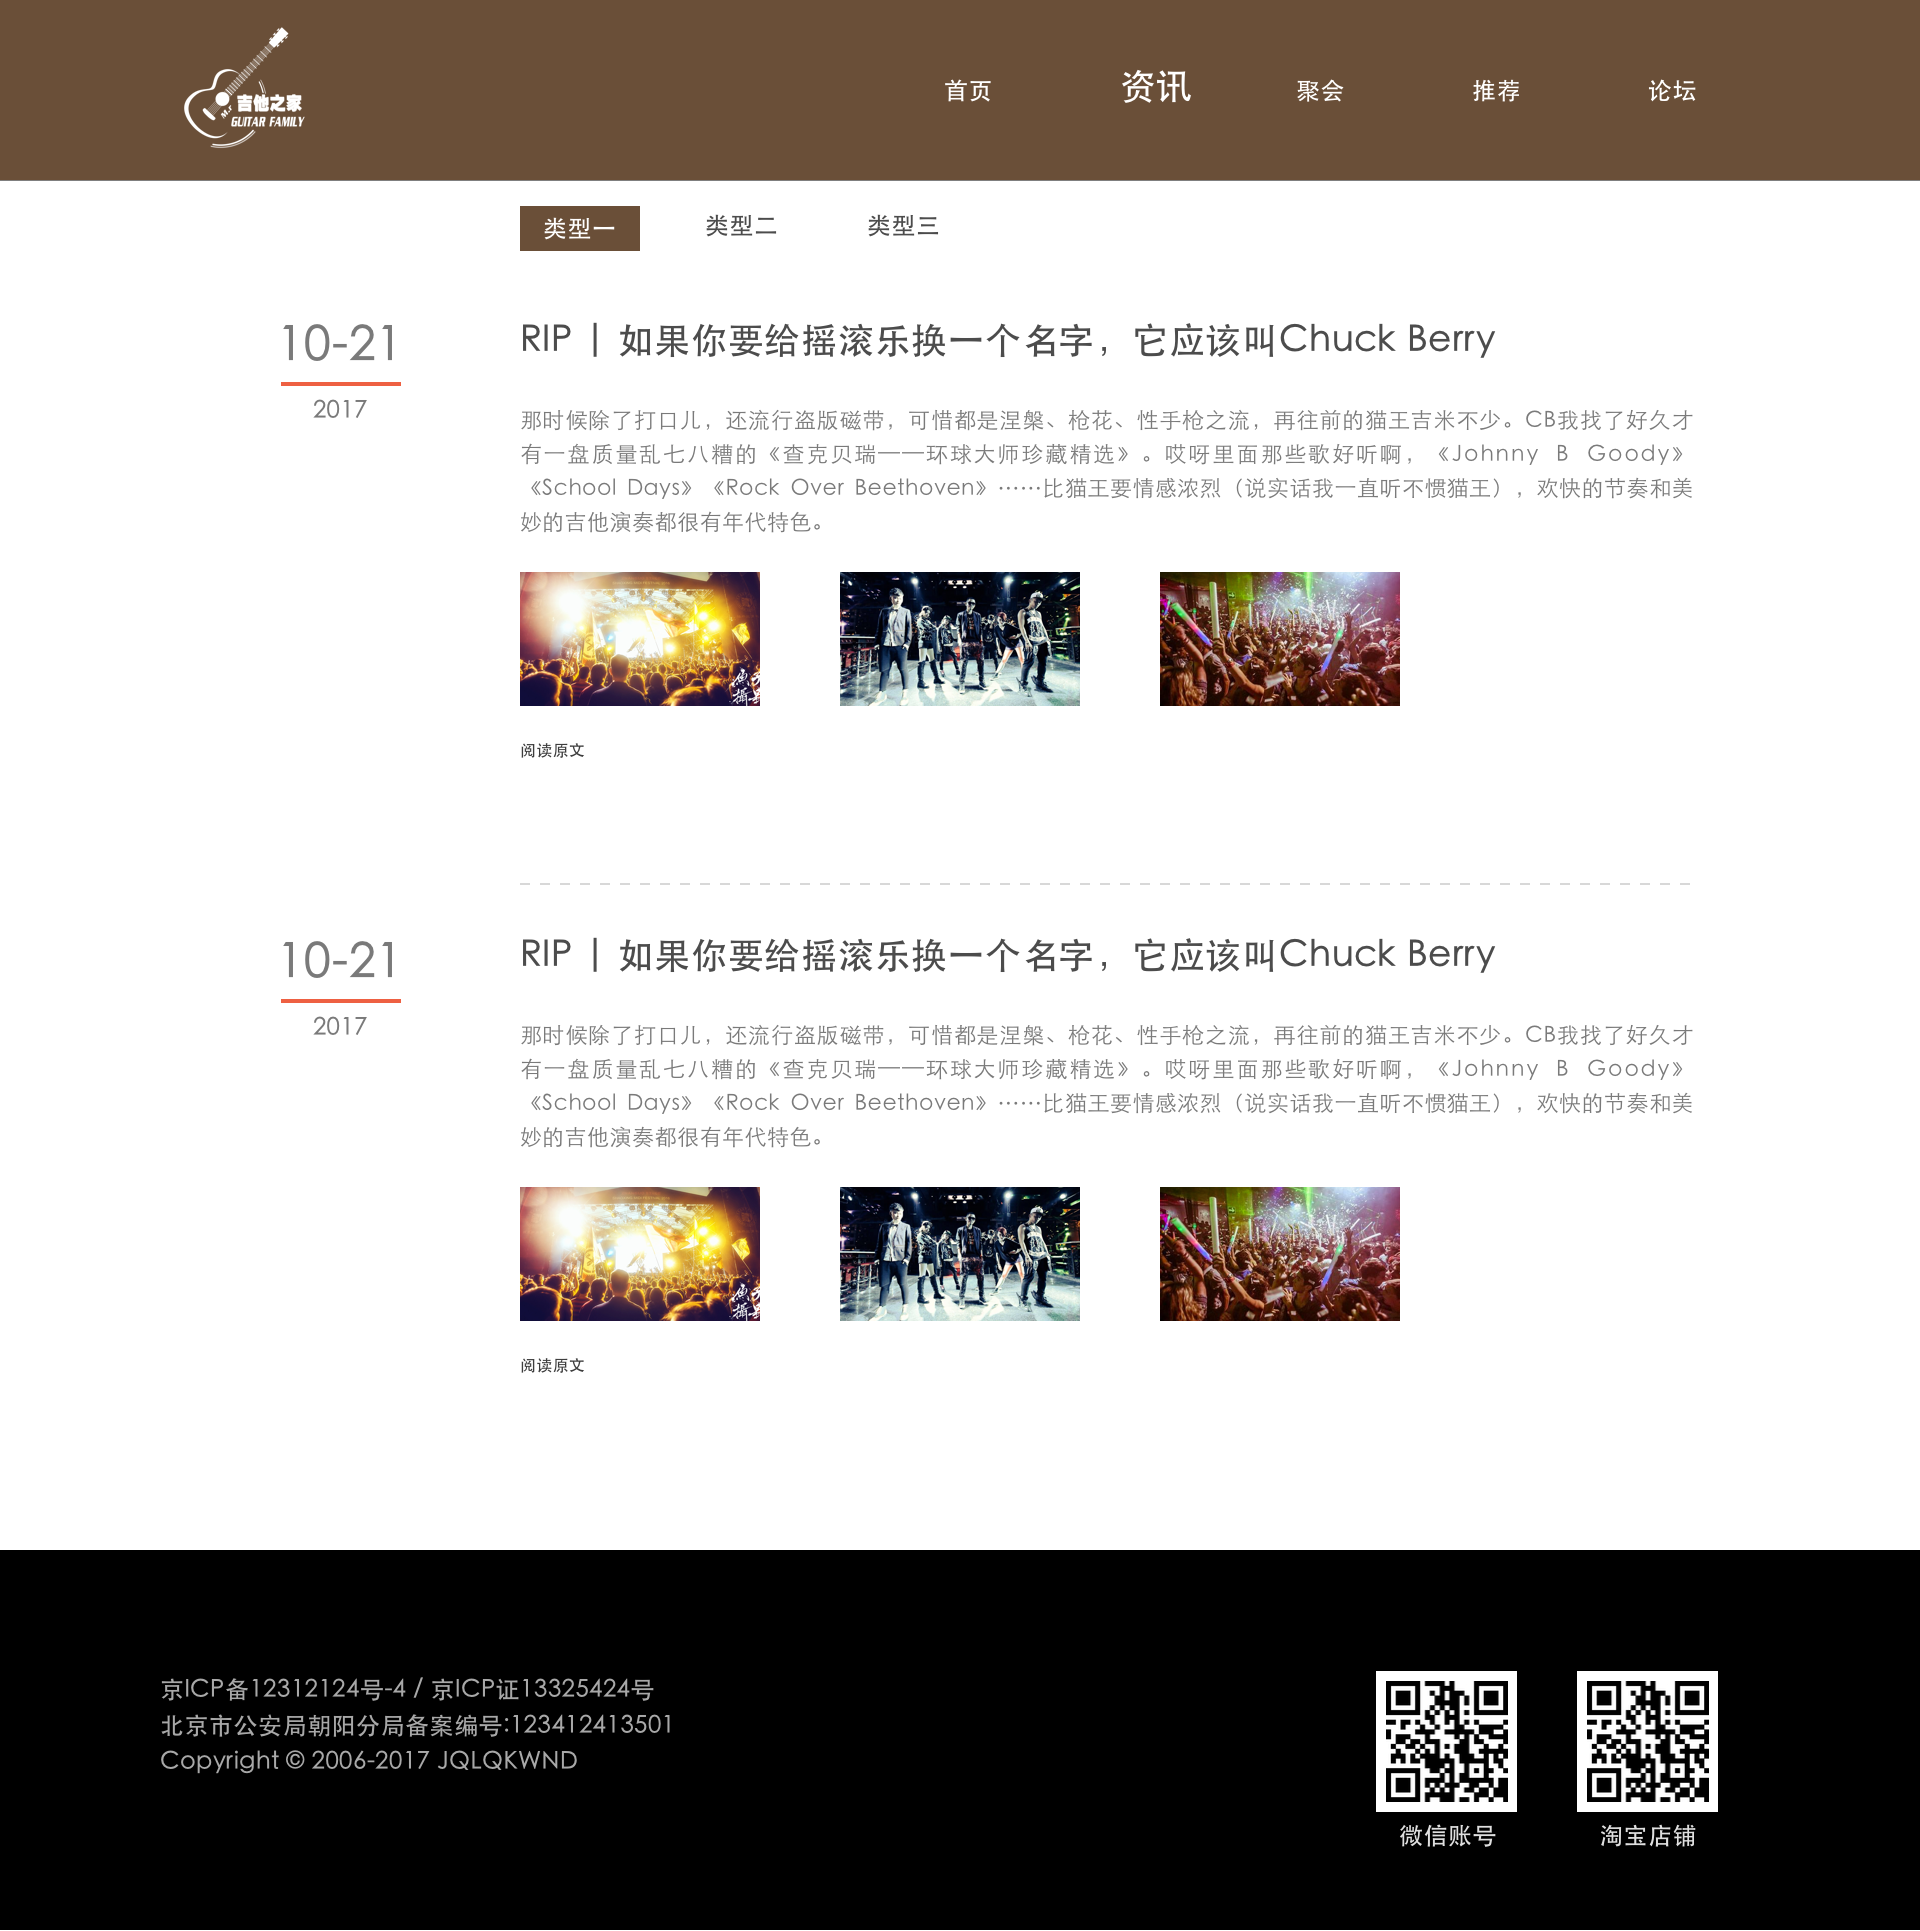 吉他之家
GUITAR FAMILY
首页
资讯
聚会
推荐
论坛
类型一
类型二
类型三
10-21
2017
RIP | 如果你要给摇滚乐换一个名字，它应该叫Chuck Berry
那时候除了打口儿，还流行盗版磁带，可惜都是涅槃、枪花、性手枪之流，再往前的猫王吉米不少。CB我找了好久才
有一盘质量乱七八糟的《查克贝瑞——环球大师珍藏精选》。哎呀里面那些歌好听啊，《Johnny B Goody》
《School Days》《Rock Over Beethoven》……比猫王要情感浓烈（说实话我一直听不惯猫王），欢快的节奏和美
妙的吉他演奏都很有年代特色。
阅读原文
10-21
2017
RIP | 如果你要给摇滚乐换一个名字，它应该叫Chuck Berry
那时候除了打口儿，还流行盗版磁带，可惜都是涅槃、枪花、性手枪之流，再往前的猫王吉米不少。CB我找了好久才
有一盘质量乱七八糟的《查克贝瑞——环球大师珍藏精选》。哎呀里面那些歌好听啊，《Johnny B Goody》
《School Days》《Rock Over Beethoven》……比猫王要情感浓烈（说实话我一直听不惯猫王），欢快的节奏和美
妙的吉他演奏都很有年代特色。
阅读原文
京ICP备12312124号-4 / 京ICP证13325424号
北京市公安局朝阳分局备案编号:123412413501
Copyright © 2006-2017 JQLQKWND
微信账号
淘宝店铺